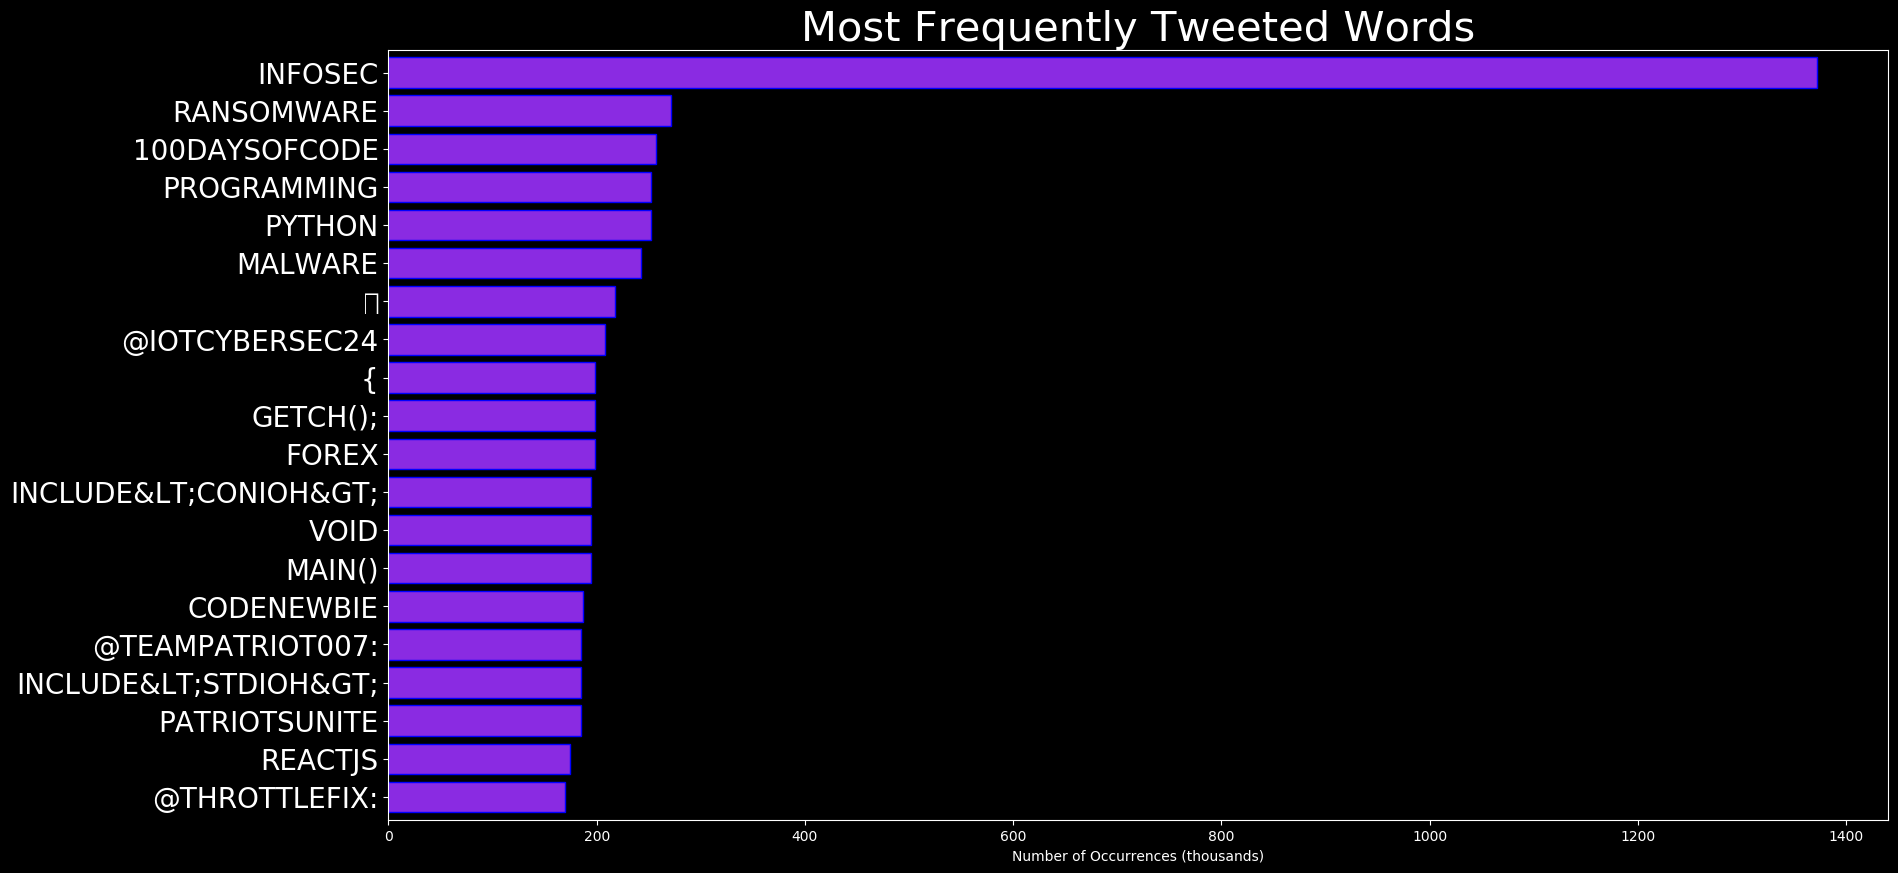 Most Frequently Tweeted Words
INFOSEC
RANSOMWARE
100DAYSOFCODE
PROGRAMMING
PYTHON
MALWARE
@IOTCYBERSEC24
{
GETCH();
FOREX
INCLUDE&LT;CONIOH&GT;
VOID
MAIN()
CODENEWBIE
@TEAMPATRIOT007:
INCLUDE&LT;STDIOH&GT;
PATRIOTSUNITE
REACTJS
@THROTTLEFIX:
0 200 400 600 800 1000 1200 1400
Number of Occurrences (thousands)